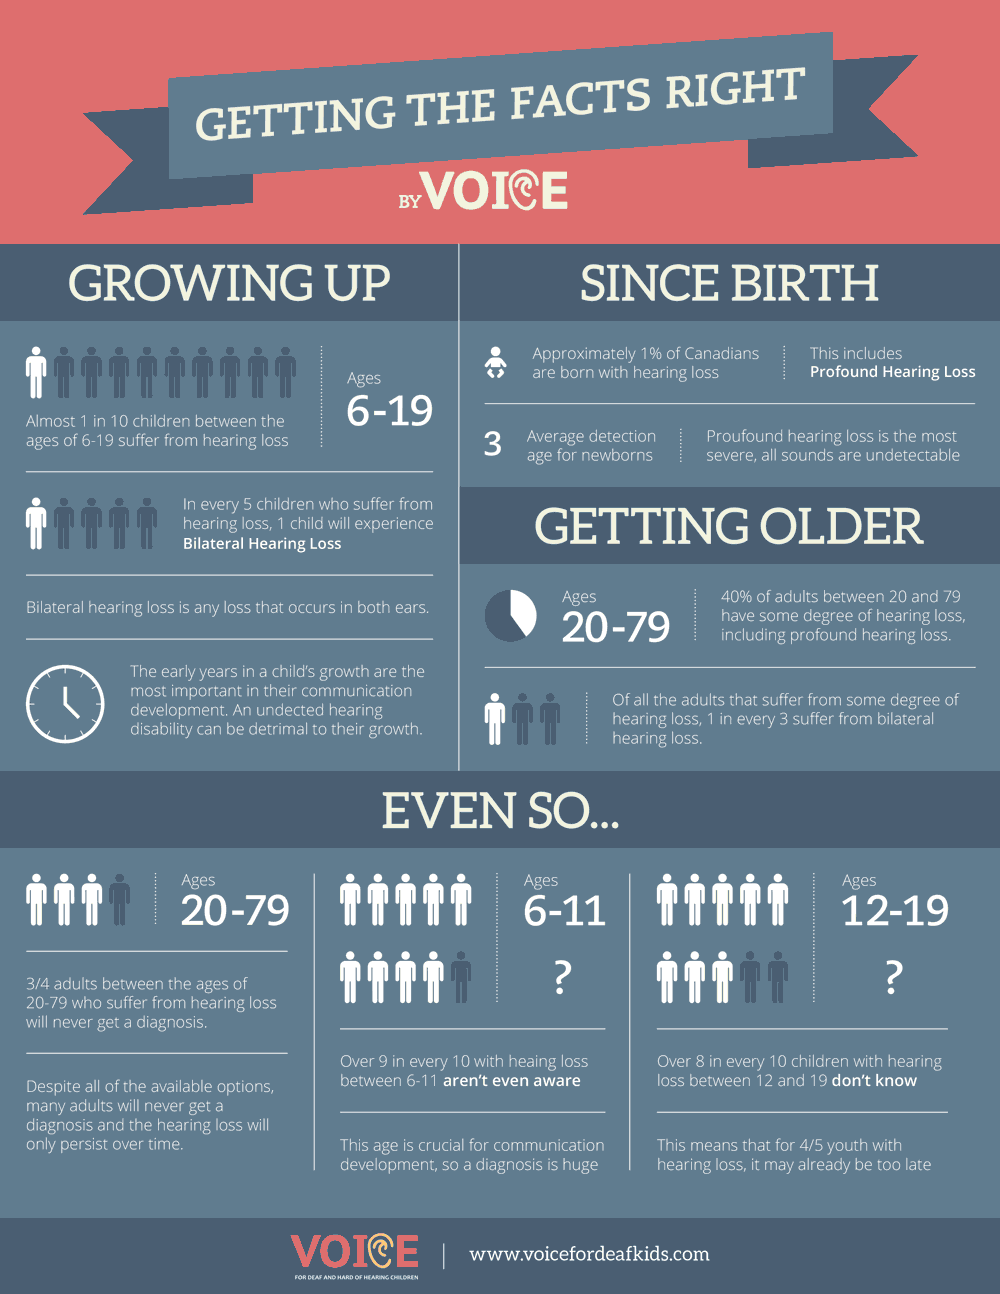 GETTING THE FACTS RIGHT
BY VOICE
GROWING UP
Almost 1 in 10 children between the
ages of 6-19 suffer from hearing loss
Ages
6-19
In every 5 children who suffer from
hearing loss, 1 child will experience
Bilateral Hearing Loss
Bilateral hearing loss is any loss that occurs in both ears.
The early years in a child's growth are the
most important in their communication
development. An undected hearing
disability can be detrimal to their growth.
SINCE BIRTH
Approximately 1% of Canadians
are born with hearing loss
This includes
Profound Hearing Loss
3
Average detection
age for newborns
Proufound hearing loss is the most
severe, all sounds are undetectable
GETTING OLDER
Ages
20-79
40% of adults between 20 and 79
have some degree of hearing loss,
including profound hearing loss.
Of all the adults that suffer from some degree of
hearing loss, 1 in every 3 suffer from bilateral
hearing loss.
EVEN SO...
Ages
20-79
3/4 adults between the ages of
20-79 who suffer from hearing loss
will never get a diagnosis.
Despite all of the available options,
many adults will never get a
diagnosis and the hearing loss will
only persist over time.
Ages
6-11
?
Over 9 in every 10 with heaing loss
between 6-11 aren't even aware
This age is crucial for communication
development, so a diagnosis is huge
Ages
12-19
?
Over 8 in every 10 children with hearing
loss between 12 and 19 don't know
This means that for 4/5 youth with
hearing loss, it may already be too late
VOICE
FOR DEAF AND HARD OF HEARING CHILDREN
www.voicefordeafkids.com